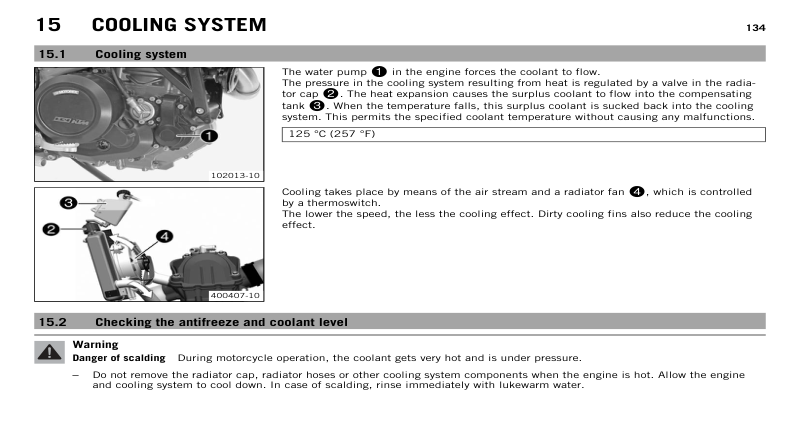 15 COOLING SYSTEM 134
15.1 Cooling system
The water pump 1 in the engine forces the coolant to flow.
The pressure in the cooling system resulting from heat is regulated by a valve in the radia-
tor cap 2. The heat expansion causes the surplus coolant to flow into the compensating
tank 3. When the temperature falls, this surplus coolant is sucked back into the cooling
system. This permits the specified coolant temperature without causing any malfunctions.
125 °C (257 °F)
1
102013-10
Cooling takes place by means of the air stream and a radiator fan 4, which is controlled
by a thermoswitch.
The lower the speed, the less the cooling effect. Dirty cooling fins also reduce the cooling
effect.
3
2
4
400407-10
15.2 Checking the antifreeze and coolant level
Warning
Danger of scalding During motorcycle operation, the coolant gets very hot and is under pressure.
– Do not remove the radiator cap, radiator hoses or other cooling system components when the engine is hot. Allow the engine
and cooling system to cool down. In case of scalding, rinse immediately with lukewarm water.